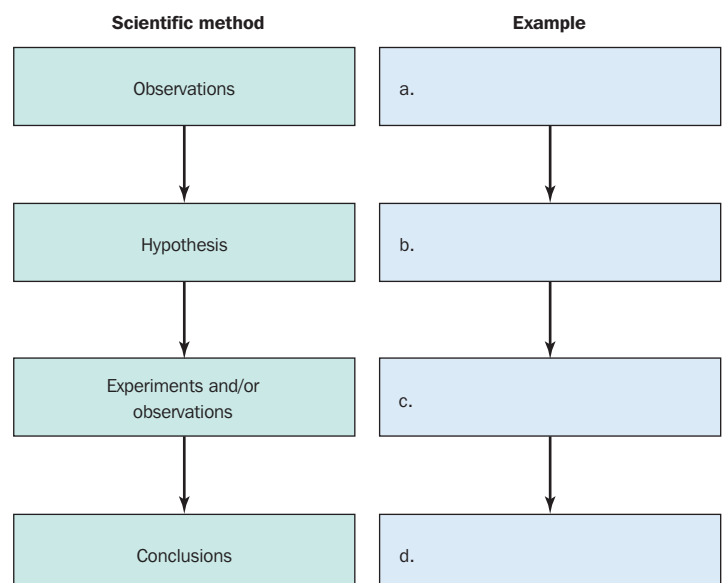 Scientific method
Example
Observations
a.
Hypothesis
b.
Experiments and/or
observations
c.
Conclusions
d.